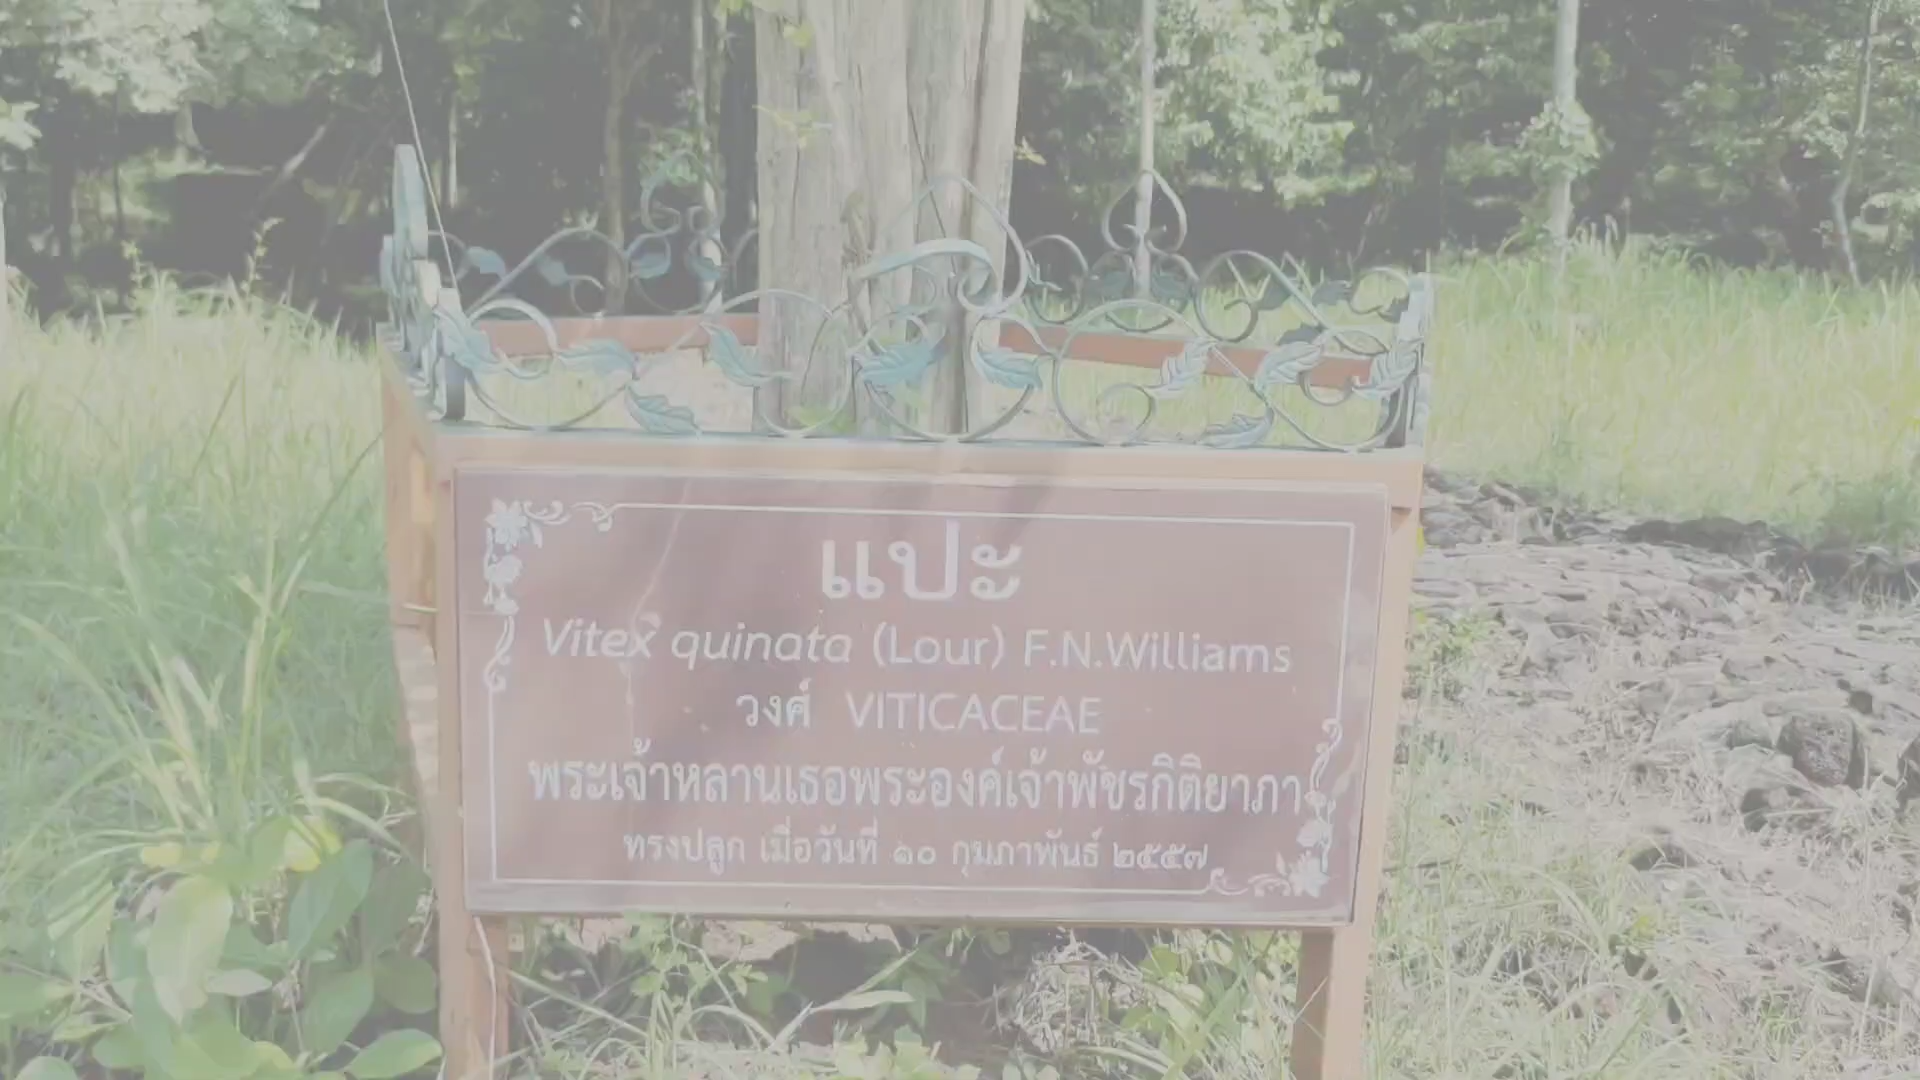 แปะ
Vitex quinata (Lour) F.N.Williams
วงศ์ VITICACEAE
พระเจ้าหลานเธอพระองค์เจ้าพัชรกิติยาภา
ทรงปลูก เมื่อวันที่ ๑๐ กุมภาพันธ์ ๒๕๕๗